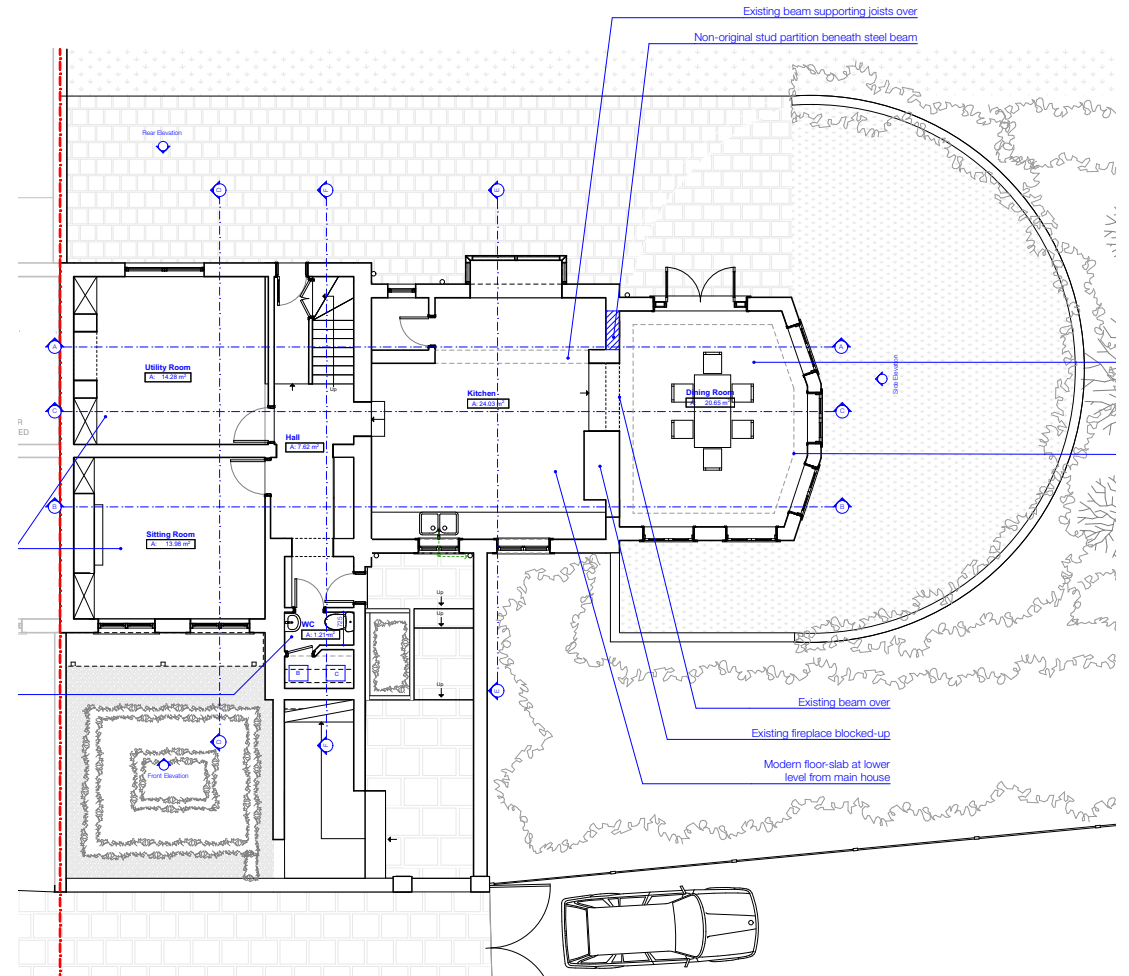 Existing beam supporting joists over
Non-original stud partition beneath steel beam
Rear Elevation
D
F
E
A
A
Side Elevation
Utility Room
A: 14.28 m²
Up
Kitchen
A: 24.03 m²
Dining Room
A: 20.65 m²
C
C
R
ED
Hall
A: 7.62 m²
B
B
Sitting Room
A: 13.98 m²
Up
Up
WC
A: 1.21 m²
B
C
Up
E
Existing beam over
Existing fireplace blocked-up
D
F
Modern floor-slab at lower
level from main house
Front Elevation